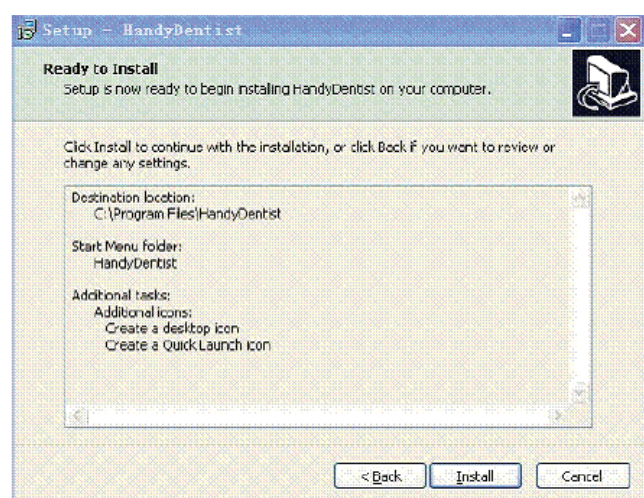 Setup - HandyDentist
Ready to Install
Setup is now ready to begin installing HandyDentist on your computer.
Click Install to continue with the installation, or click Back if you want to review or
change any settings.
Destination location:
C:\Program Files\HandyDentist
Start Menu folder:
HandyDentist
Additional tasks:
Additional icons:
Create a desktop icon
Create a Quick Launch icon
< Back
Install
Cancel